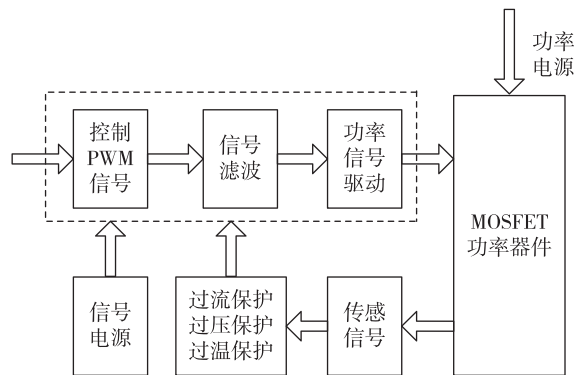 功率
电源
控制
PWM
信号
信号
滤波
功率
信号
驱动
MOSFET
功率器件
信号
电源
过流保护
过压保护
过温保护
传感
信号